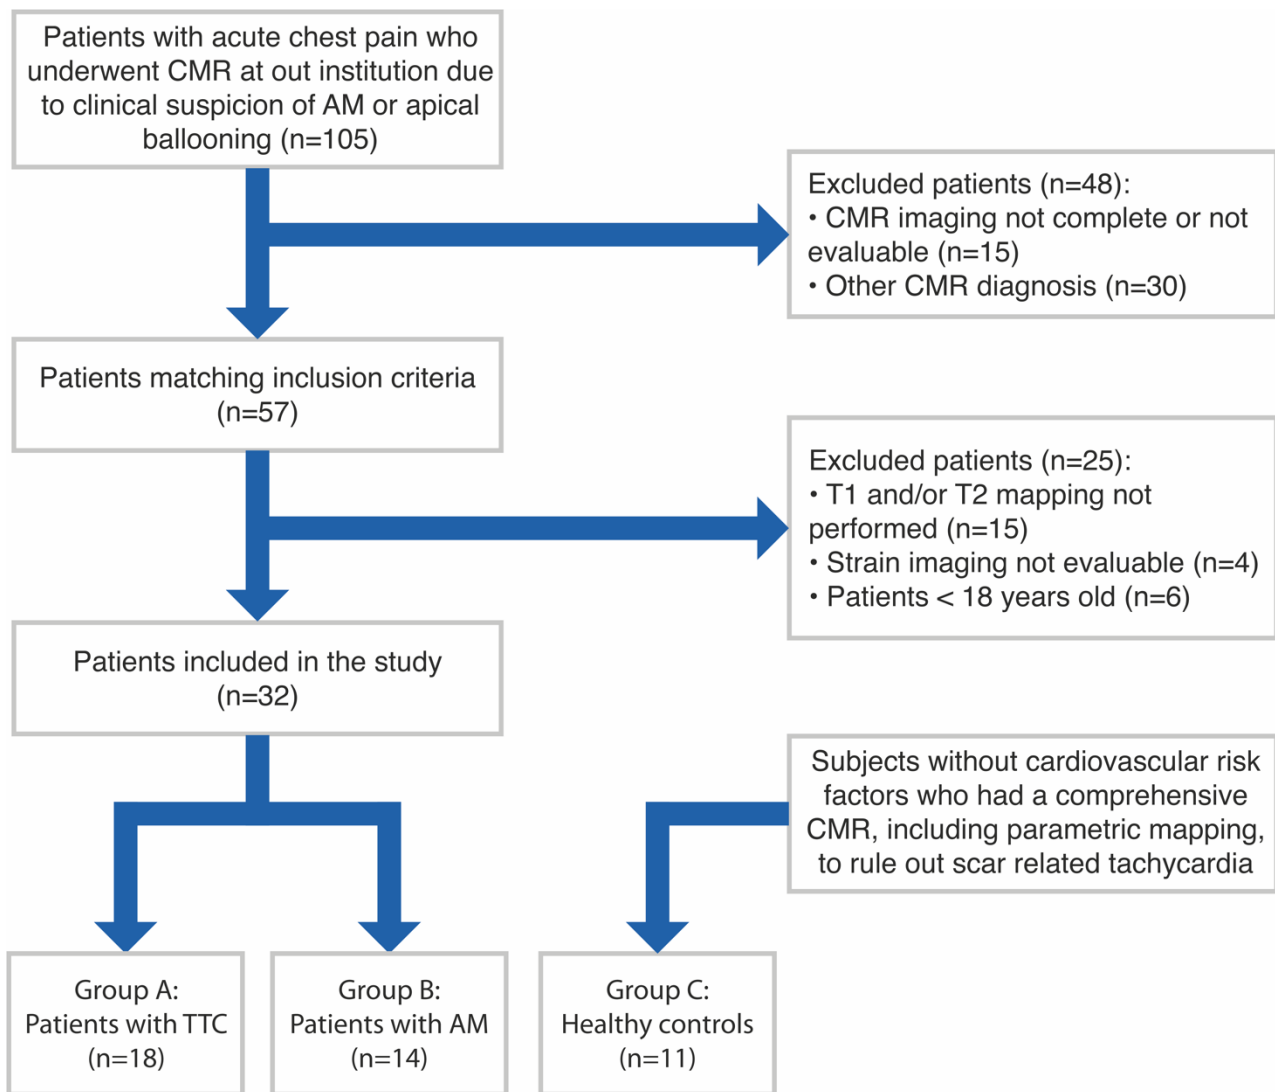 Patients with acute chest pain who
underwent CMR at out institution due
to clinical suspicion of AM or apical
ballooning (n=105)
Excluded patients (n=48):
• CMR imaging not complete or not
evaluable (n=15)
• Other CMR diagnosis (n=30)
Patients matching inclusion criteria
(n=57)
Excluded patients (n=25):
• T1 and/or T2 mapping not
performed (n=15)
• Strain imaging not evaluable (n=4)
• Patients < 18 years old (n=6)
Patients included in the study
(n=32)
Subjects without cardiovascular risk
factors who had a comprehensive
CMR, including parametric mapping,
to rule out scar related tachycardia
Group A:
Patients with TTC
(n=18)
Group B:
Patients with AM
(n=14)
Group C:
Healthy controls
(n=11)